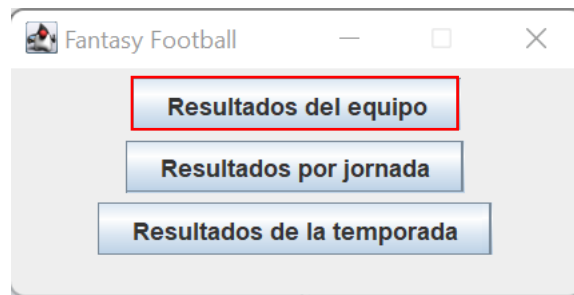 Fantasy Football
Resultados del equipo
Resultados por jornada
Resultados de la temporada